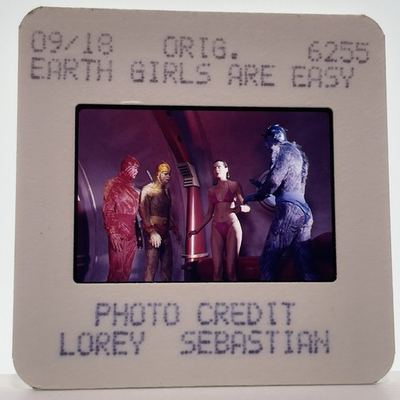 09/18 ORIG. 6255
EARTH GIRLS ARE EASY
PHOTO CREDIT
LOREY SEBASTIAN